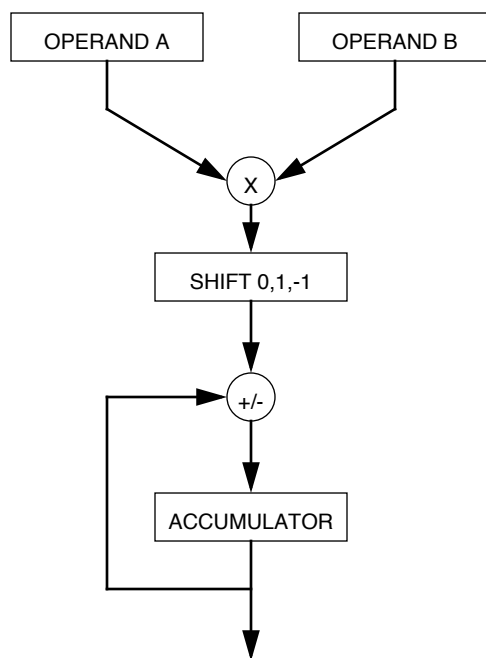 OPERAND A
OPERAND B
X
SHIFT 0,1,-1
+/-
ACCUMULATOR